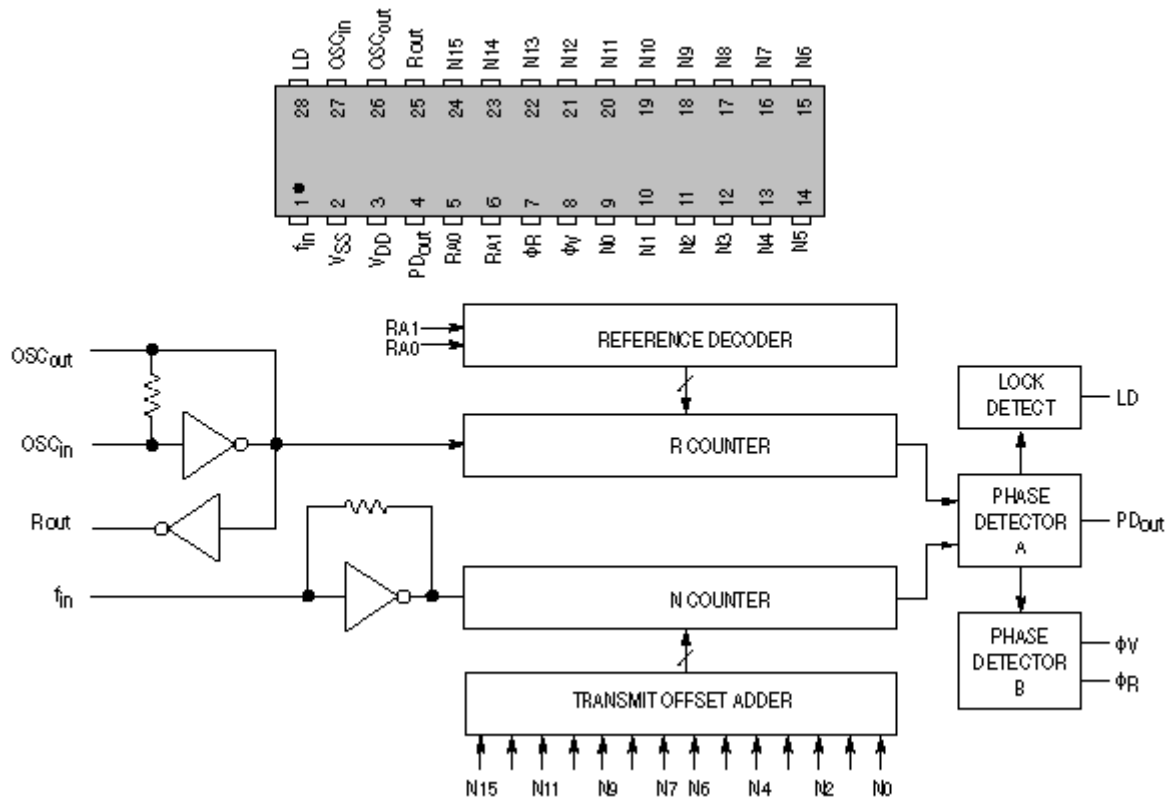 LD OSCin OSCout Rout N15 N14 N13 N12 N11 N10 N9 N8 N7 N6
28 27 26 25 24 23 22 21 20 19 18 17 16 15
1 2 3 4 5 6 7 8 9 10 11 12 13 14
fin VSS VDD PDout RA0 RA1 ΦR ΦV N0 N1 N2 N3 N4 N5
RA1
RA0
REFERENCE DECODER
OSCout
LOCK
DETECT
LD
OSCin
R COUNTER
Rout
PHASE
DETECTOR
A
PDout
fin
N COUNTER
PHASE
DETECTOR
B
ΦV
ΦR
TRANSMIT OFFSET ADDER
N15 N11 N9 N7 N6 N4 N2 N0